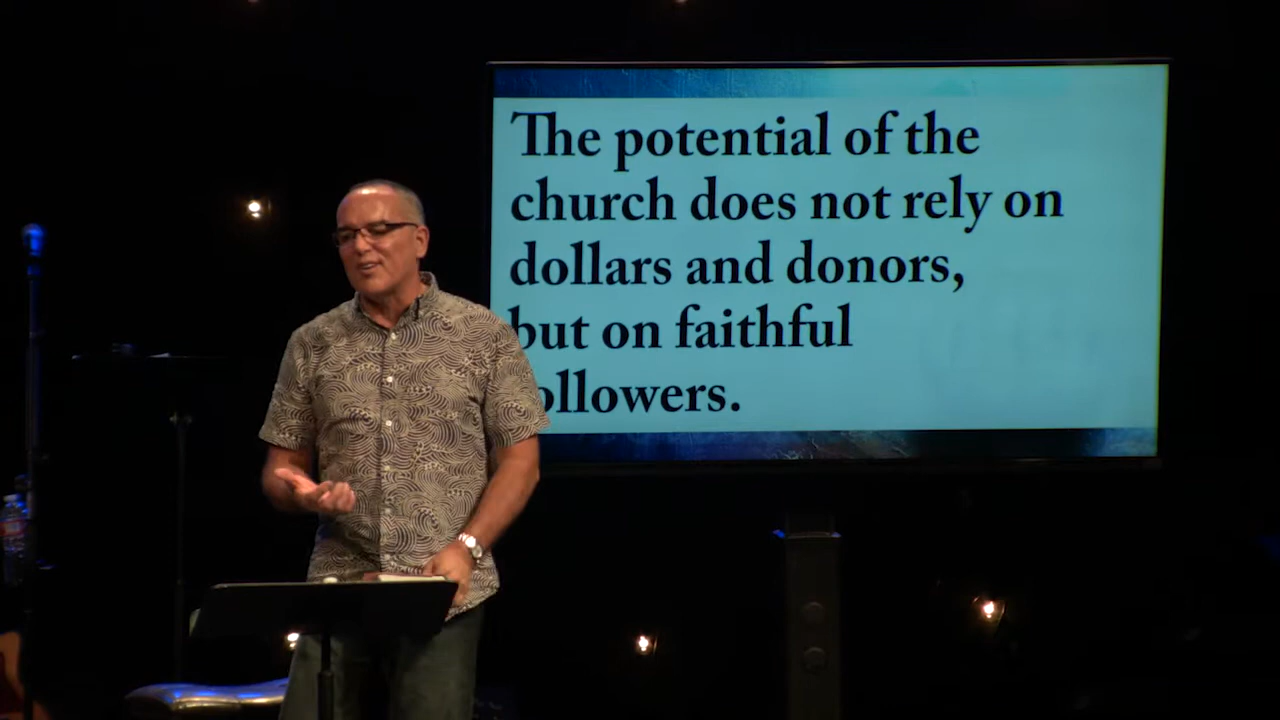 The potential of the
church does not rely on
dollars and donors,
but on faithful
followers.